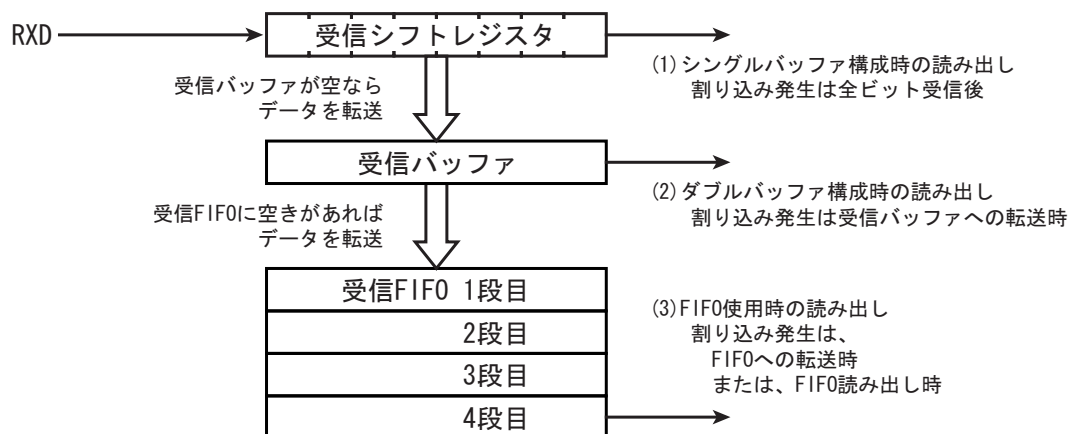 RXD
受信シフトレジスタ
(1)シングルバッファ構成時の読み出し
割り込み発生は全ビット受信後
受信バッファが空なら
データを転送
受信バッファ
(2)ダブルバッファ構成時の読み出し
割り込み発生は受信バッファへの転送時
受信FIFOに空きがあれば
データを転送
受信FIFO 1段目
2段目
3段目
4段目
(3)FIFO使用時の読み出し
割り込み発生は、
FIFOへの転送時
または、FIFO読み出し時